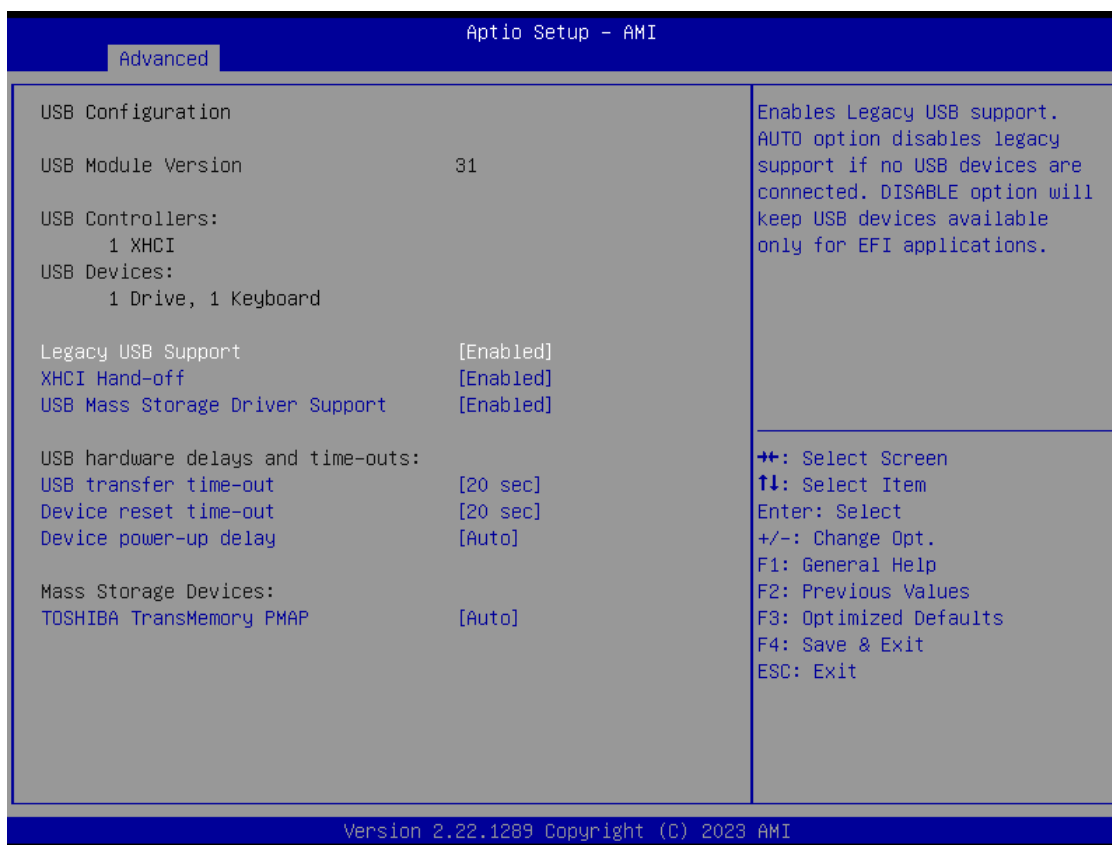 Aptio Setup - AMI
Advanced
USB Configuration
USB Module Version 31
USB Controllers:
1 XHCI
USB Devices:
1 Drive, 1 Keyboard
Legacy USB Support [Enabled]
XHCI Hand-off [Enabled]
USB Mass Storage Driver Support [Enabled]
USB hardware delays and time-outs:
USB transfer time-out [20 sec]
Device reset time-out [20 sec]
Device power-up delay [Auto]
Mass Storage Devices:
TOSHIBA TransMemory PMAP [Auto]
Enables Legacy USB support.
AUTO option disables legacy
support if no USB devices are
connected. DISABLE option will
keep USB devices available
only for EFI applications.
→←: Select Screen
↑↓: Select Item
Enter: Select
+/-: Change Opt.
F1: General Help
F2: Previous Values
F3: Optimized Defaults
F4: Save & Exit
ESC: Exit
Version 2.22.1289 Copyright (C) 2023 AMI